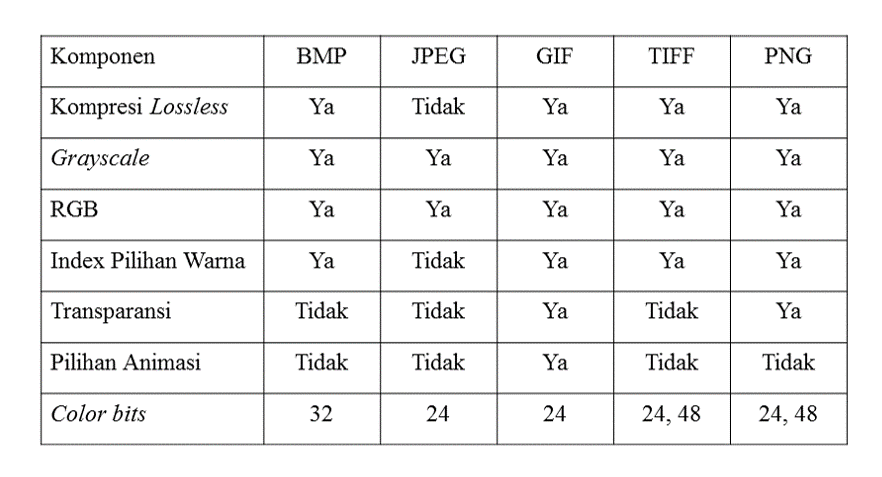 Komponen BMP JPEG GIF TIFF PNG
Kompresi Lossless Ya Tidak Ya Ya Ya
Grayscale Ya Ya Ya Ya Ya
RGB Ya Ya Ya Ya Ya
Index Pilihan Warna Ya Tidak Ya Ya Ya
Transparansi Tidak Tidak Ya Tidak Ya
Pilihan Animasi Tidak Tidak Ya Tidak Tidak
Color bits 32 24 24 24, 48 24, 48